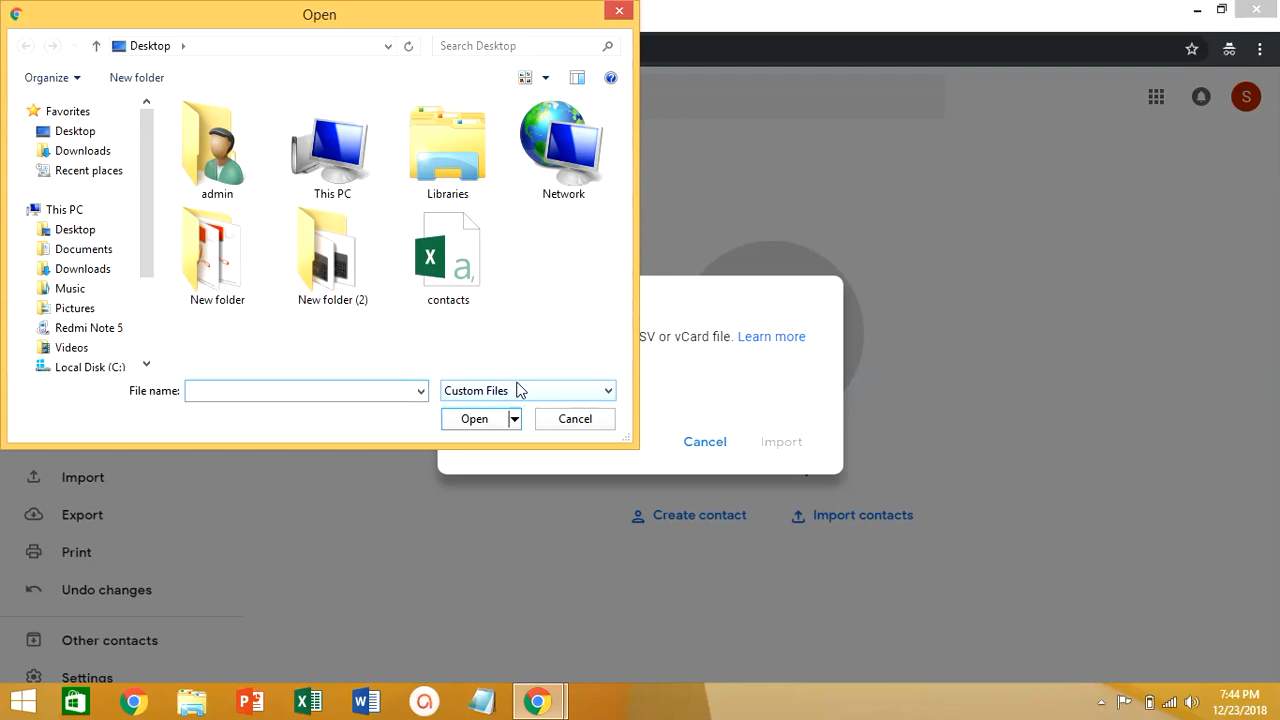 Open
Desktop
Search Desktop
Organize
New folder
Favorites
Desktop
Downloads
Recent places
This PC
Desktop
Documents
Downloads
Music
Pictures
Redmi Note 5
Videos
Local Disk (C:)
admin
This PC
Libraries
Network
New folder
New folder (2)
contacts
File name:
Custom Files
Open
Cancel
S
SV or vCard file. Learn more
Cancel
Import
Create contact
Import contacts
Import
Export
Print
Undo changes
Other contacts
Settings
7:44 PM
12/23/2018